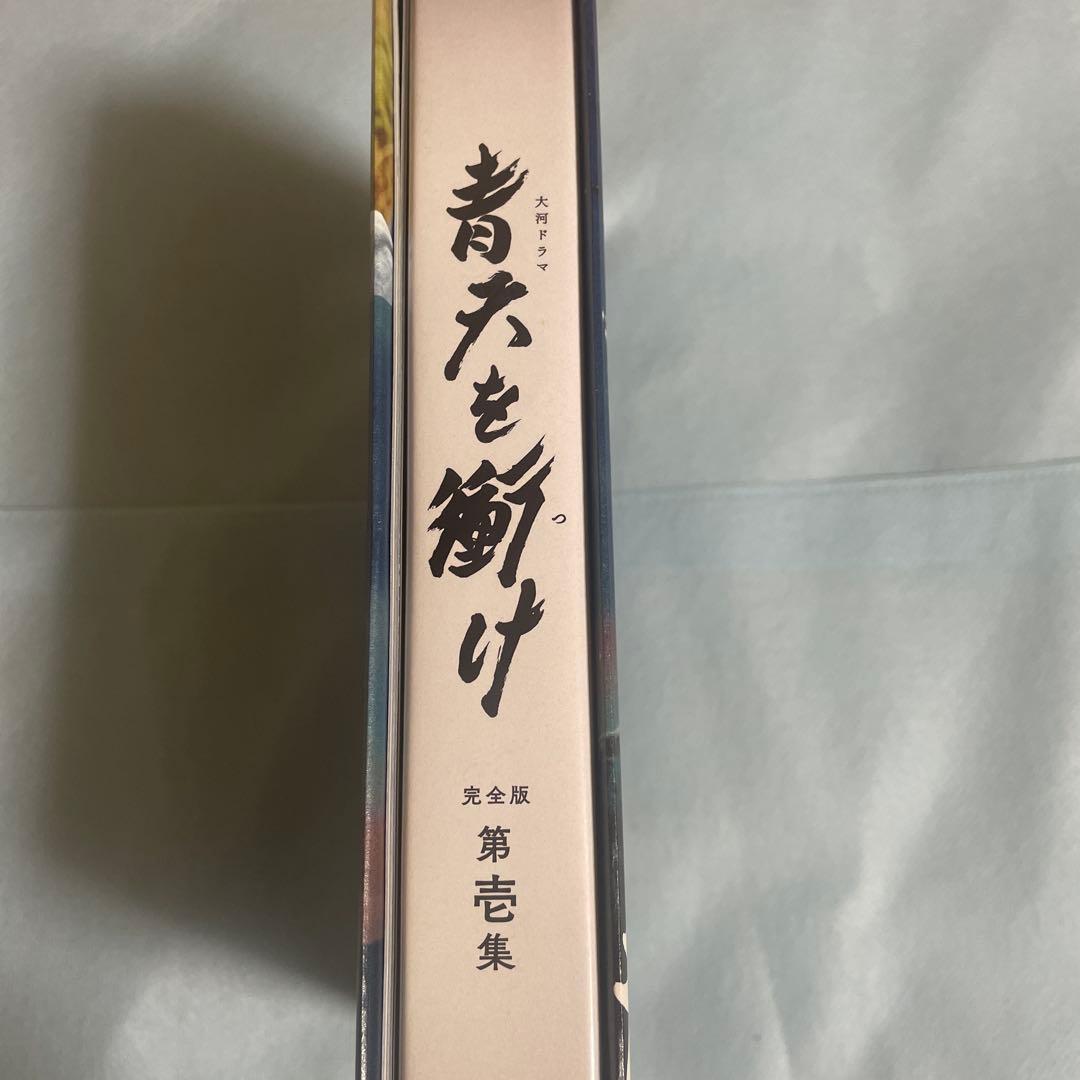 大河ドラマ
青天を衝け
つ
完全版
第壱集